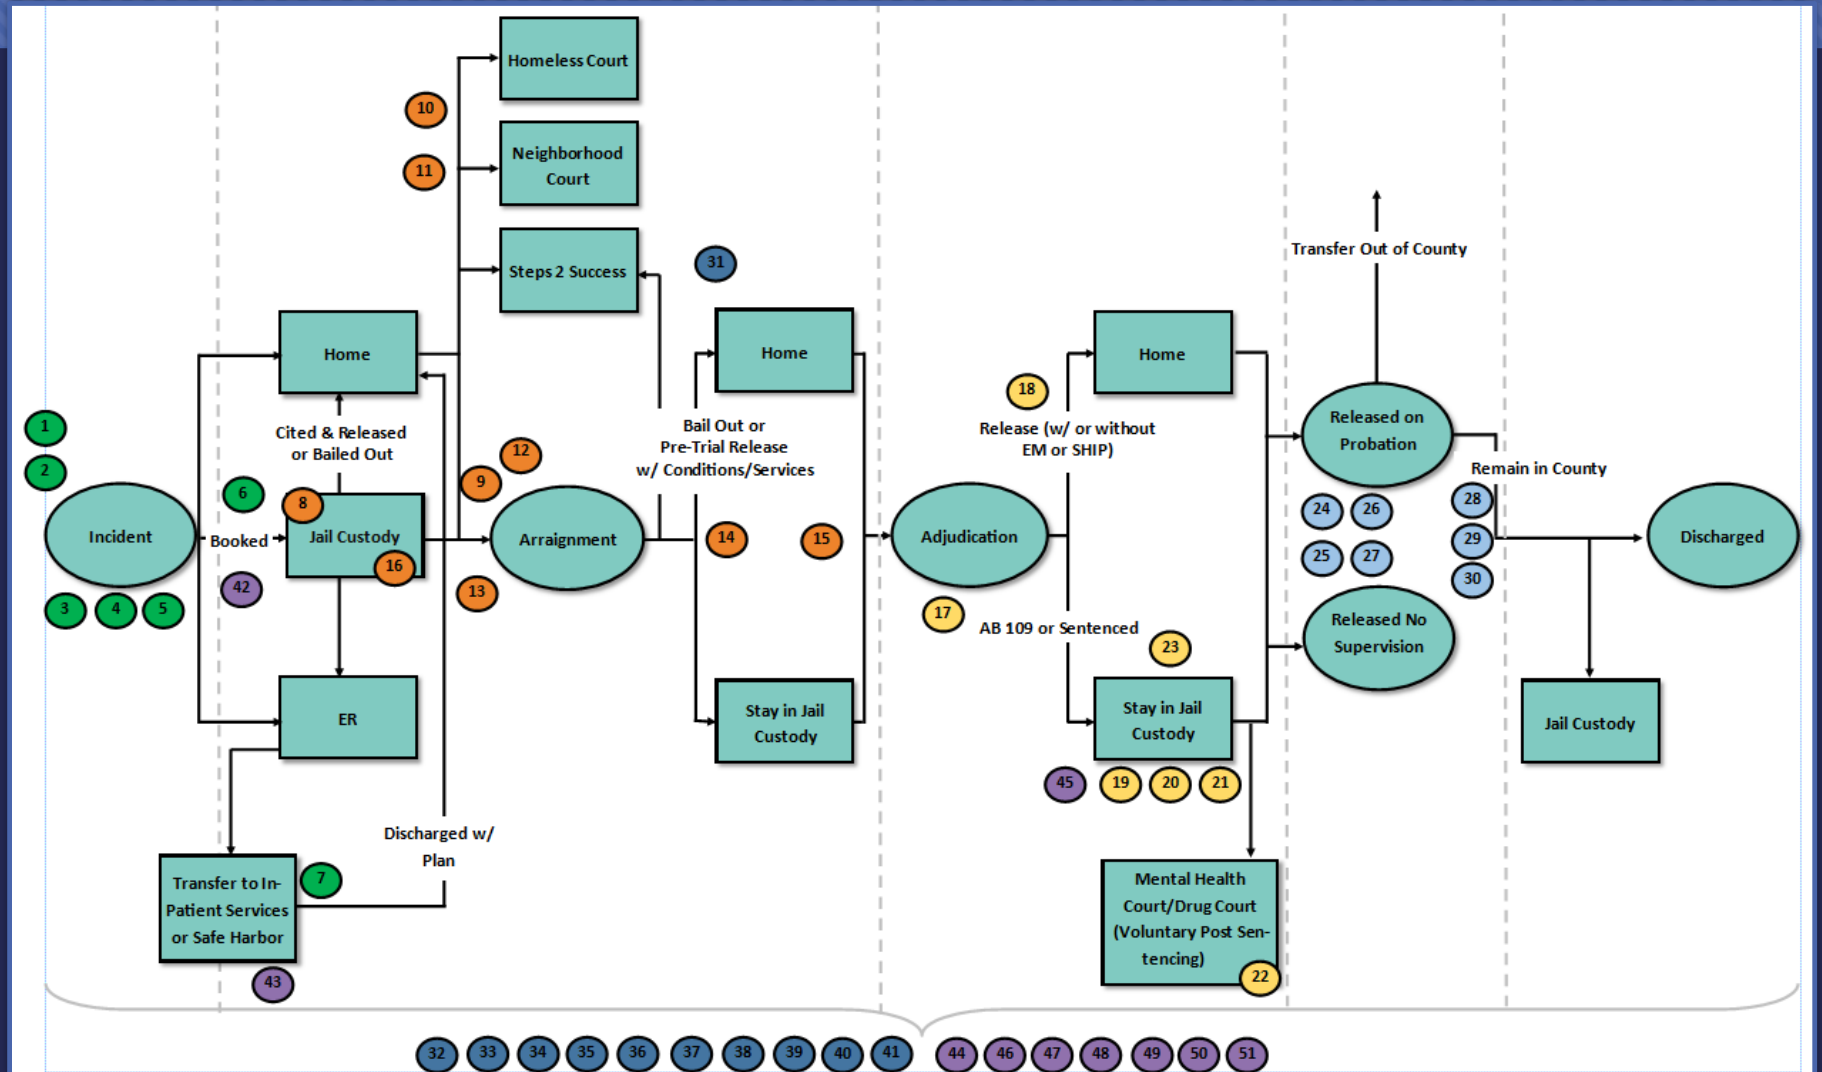 Homeless Court
10
Neighborhood
Court
11
Steps 2 Success
31
Transfer Out of County
Home
Home
Home
18
Cited & Released
or Bailed Out
Bail Out or
Pre-Trial Release
w/ Conditions/Services
Release (w/ or without
EM or SHIP)
Released on
Probation
Remain in County
1
2
6
8
9
12
Incident
Booked
Jail Custody
16
Arraignment
14
15
Adjudication
24
26
25
27
28
29
30
Discharged
3
4
5
42
13
17
AB 109 or Sentenced
23
Released No
Supervision
ER
Stay in Jail
Custody
Stay in Jail
Custody
Jail Custody
45
19
20
21
Discharged w/
Plan
Transfer to In-
Patient Services
or Safe Harbor
7
43
Mental Health
Court/Drug Court
(Voluntary Post Sen-
tencing)
22
32
33
34
35
36
37
38
39
40
41
44
46
47
48
49
50
51